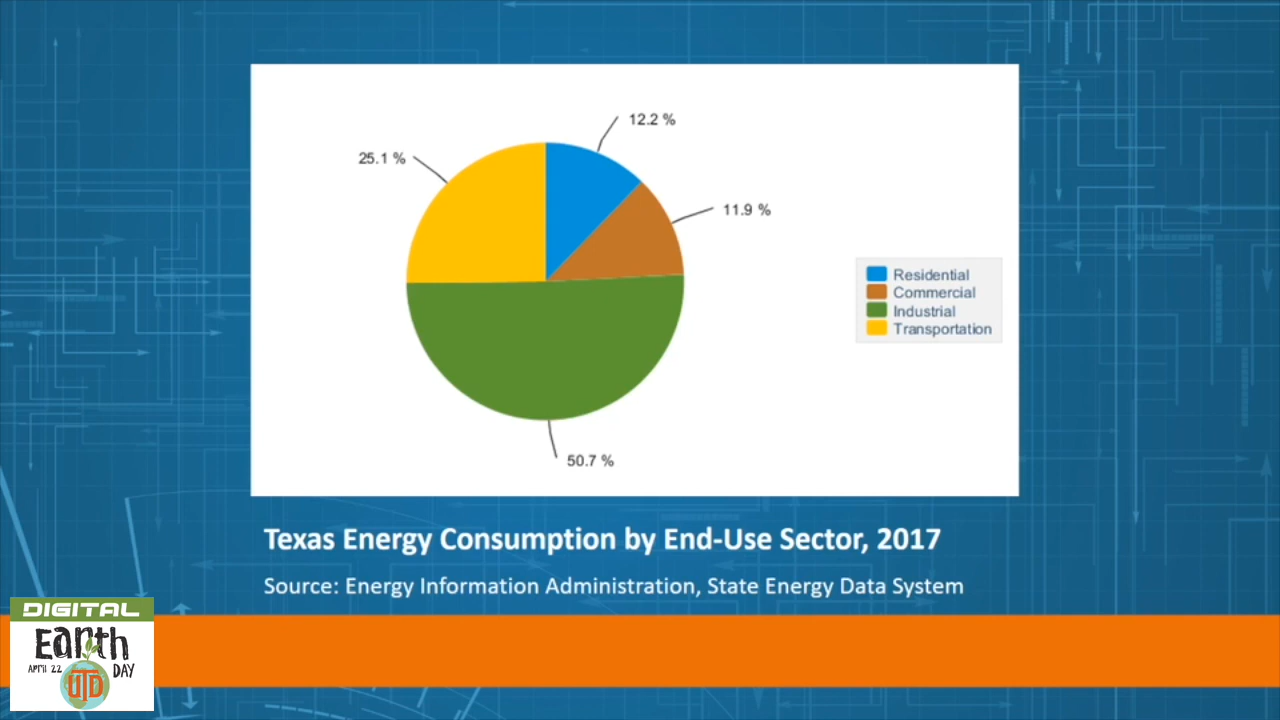 12.2 %
25.1 %
11.9 %
Residential
Commercial
Industrial
Transportation
50.7 %
Texas Energy Consumption by End-Use Sector, 2017
Source: Energy Information Administration, State Energy Data System
DIGITAL
Earth
APRIL 22 DAY
UTD